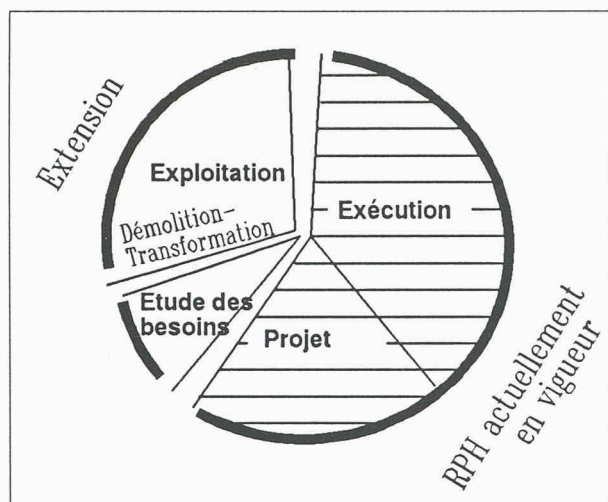 Extension
Exploitation
Exécution
Démolition-
Transformation
Etude des
besoins
Projet
RPH actuellement
en vigueur